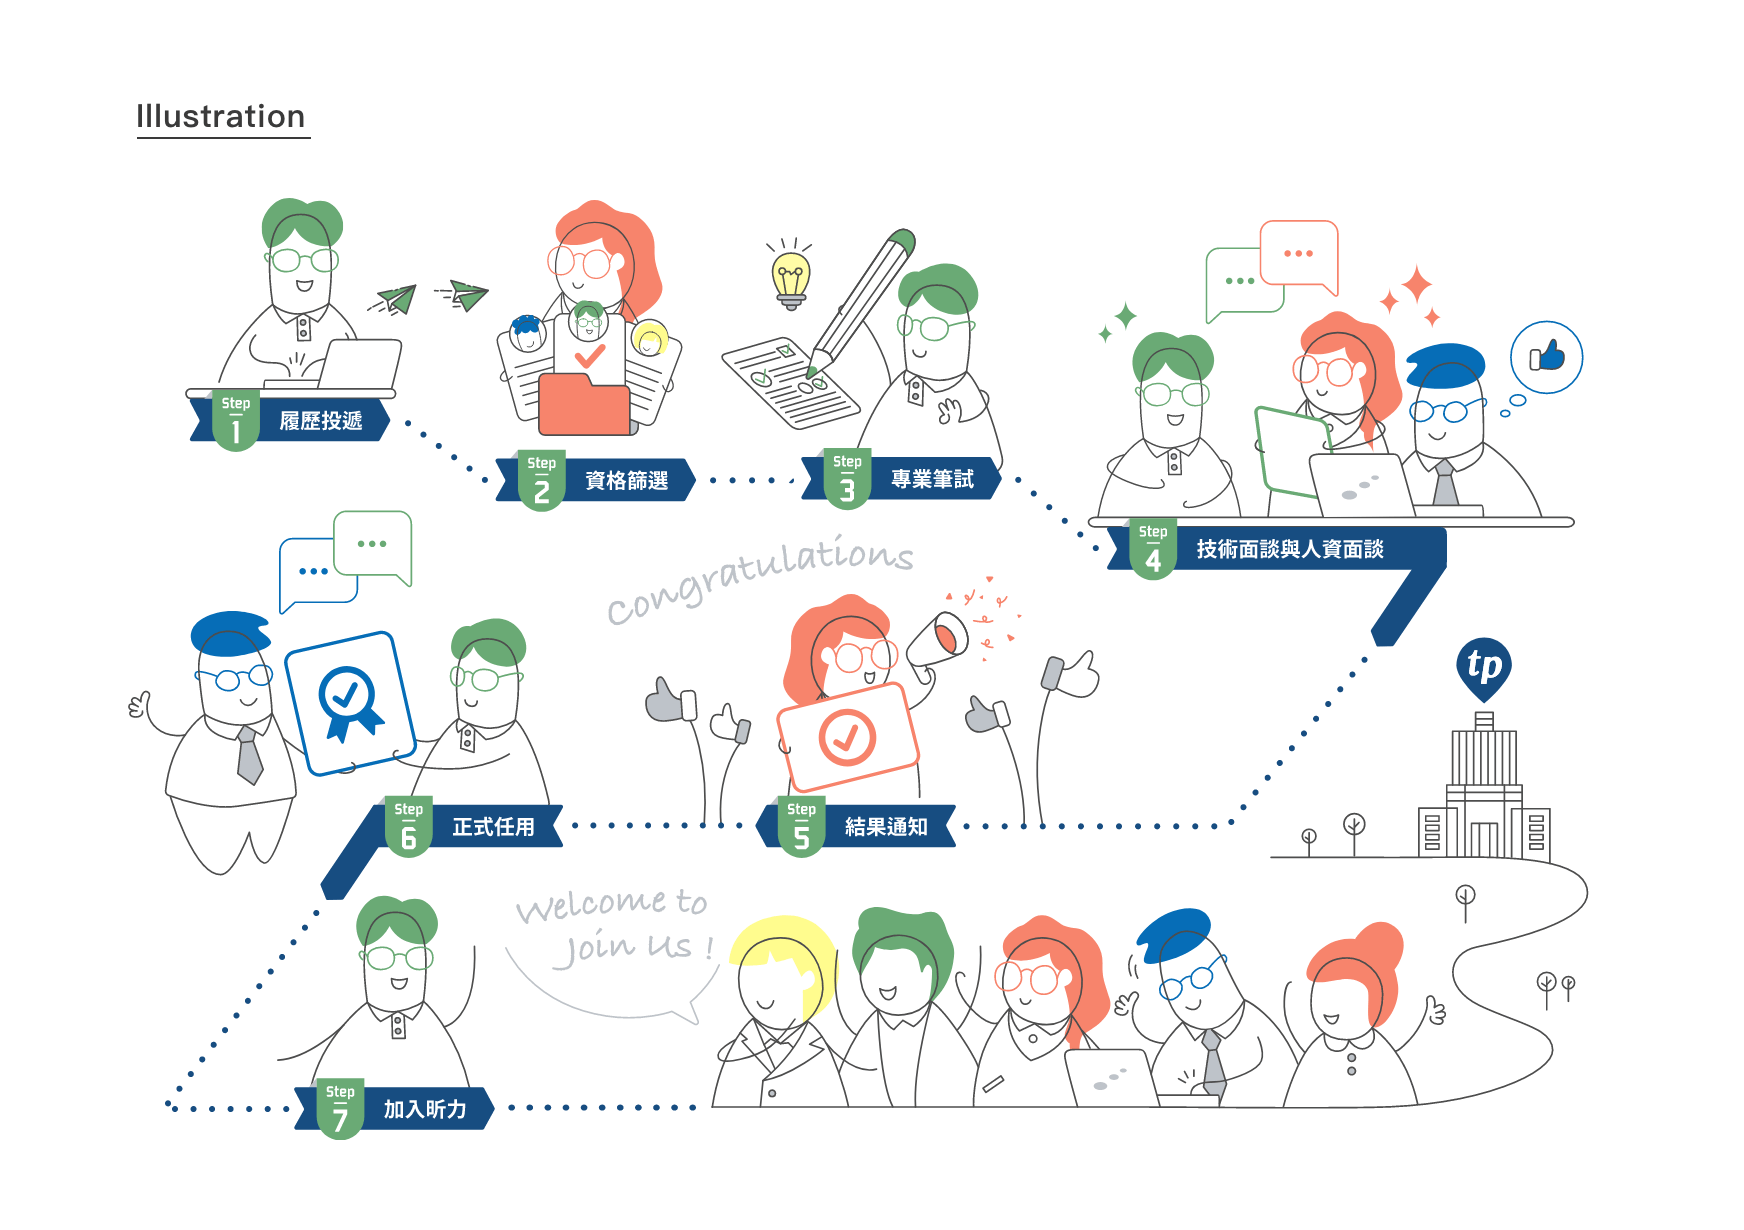 Illustration
Step
1
履歷投遞
Step
2
資格篩選
Step
3
專業筆試
Step
4
技術面談與人資面談
Congratulations
tp
Step
6
正式任用
Step
5
結果通知
Welcome to
Join Us !
Step
7
加入昕力